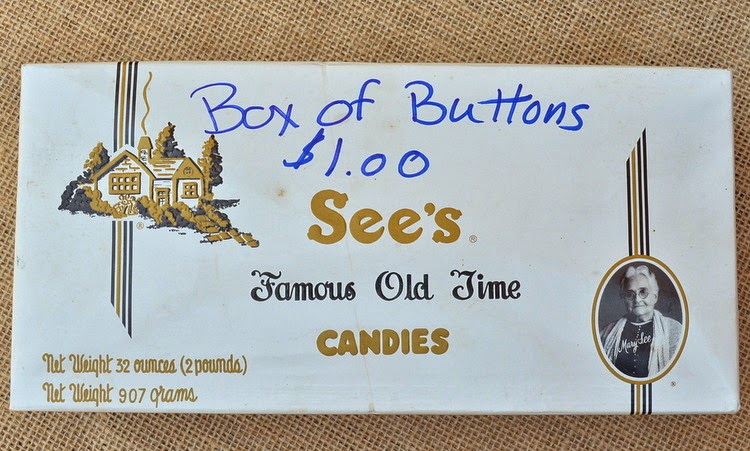 Box of Buttons
$1.00
See's®
Famous Old Time
CANDIES
Net Weight 32 ounces (2 pounds)
Net Weight 907 grams
®
Mary See
®